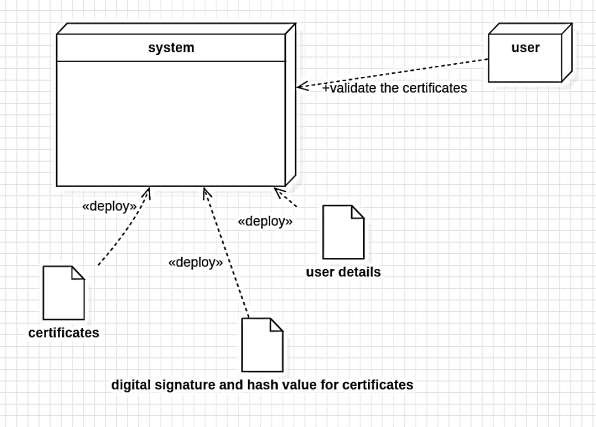 system
user
+validate the certificates
«deploy»
«deploy»
«deploy»
user details
certificates
digital signature and hash value for certificates